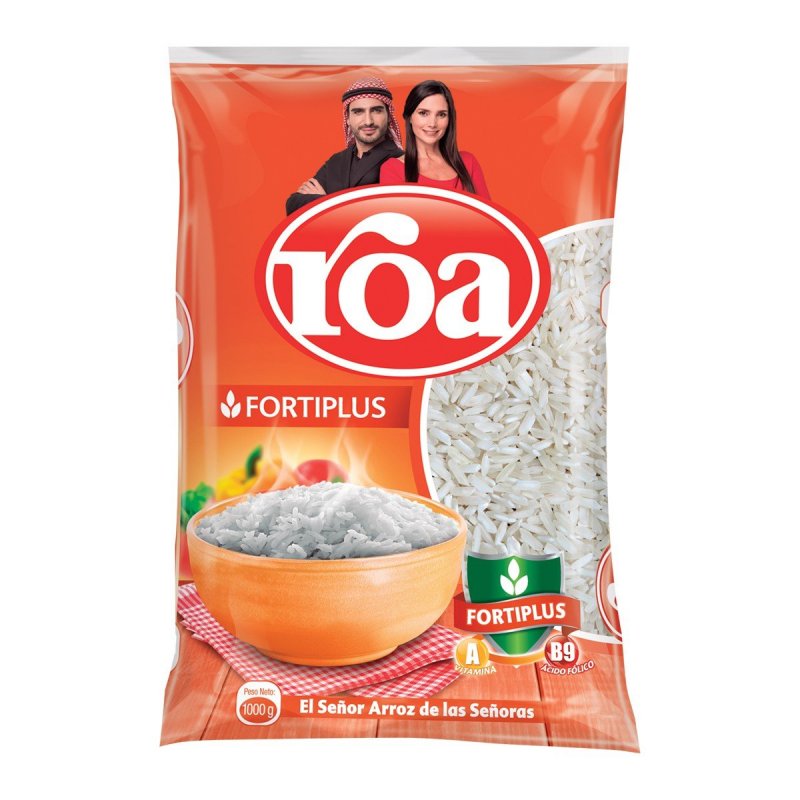 roa
FORTIPLUS
FORTIPLUS
A
VITAMINA
B9
ÁCIDO FÓLICO
Peso Neto:
1000 g
El Señor Arroz de las Señoras